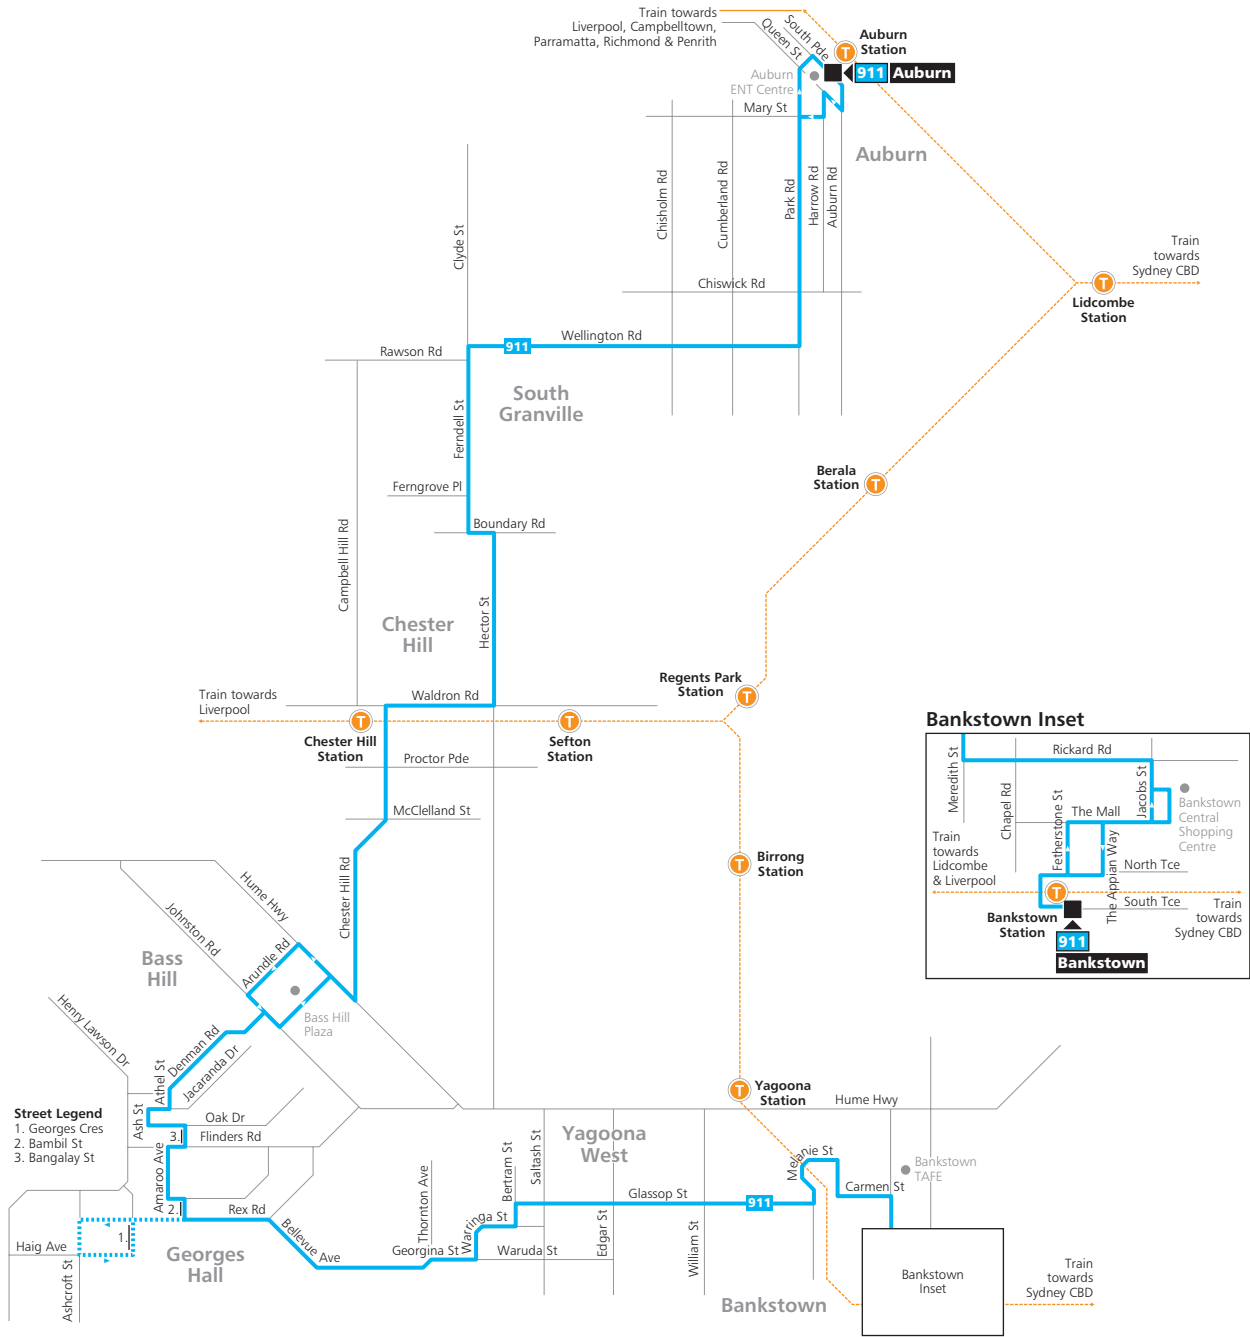 Train towards
Liverpool, Campbelltown,
Parramatta, Richmond & Penrith
South Pde
Queen St
Auburn
Station
T
911 Auburn
Auburn
ENT Centre
Mary St
Auburn
Chisholm Rd
Cumberland Rd
Park Rd
Harrow Rd
Auburn Rd
Clyde St
Train
towards
Sydney CBD
T
Lidcombe
Station
Chiswick Rd
911
Wellington Rd
Rawson Rd
South
Granville
Ferndell St
Berala
Station
T
Ferngrove Pl
Boundary Rd
Campbell Hill Rd
Chester
Hill
Hector St
Regents Park
Station
T
Train towards
Liverpool
Waldron Rd
T
Chester Hill
Station
T
Sefton
Station
Proctor Pde
McClelland St
Bankstown Inset
Meredith St
Rickard Rd
Chapel Rd
Fetherstone St
Jacobs St
The Mall
Bankstown
Central
Shopping
Centre
Train
towards
Lidcombe
& Liverpool
The Appian Way
North Tce
T
South Tce
Bankstown
Station
Train
towards
Sydney CBD
911
Bankstown
T
Birrong
Station
Hume Hwy
Chester Hill Rd
Johnston Rd
Arundle Rd
Bass
Hill
Bass Hill
Plaza
Henry Lawson Dr
Denman Rd
Jacaranda Dr
Athel St
Ash St
T
Yagoona
Station
Hume Hwy
Street Legend
1. Georges Cres
2. Bambil St
3. Bangalay St
Oak Dr
3.
Flinders Rd
Amaroo Ave
Yagoona
West
Saltash St
Bertram St
Melanie St
Bankstown
TAFE
Carmen St
Thornton Ave
2.
Rex Rd
Glassop St
911
Warringa St
Bellevue Ave
1.
Haig Ave
Georges
Hall
Georgina St
Waruda St
Edgar St
William St
Ashcroft St
Bankstown
Bankstown
Inset
Train
towards
Sydney CBD